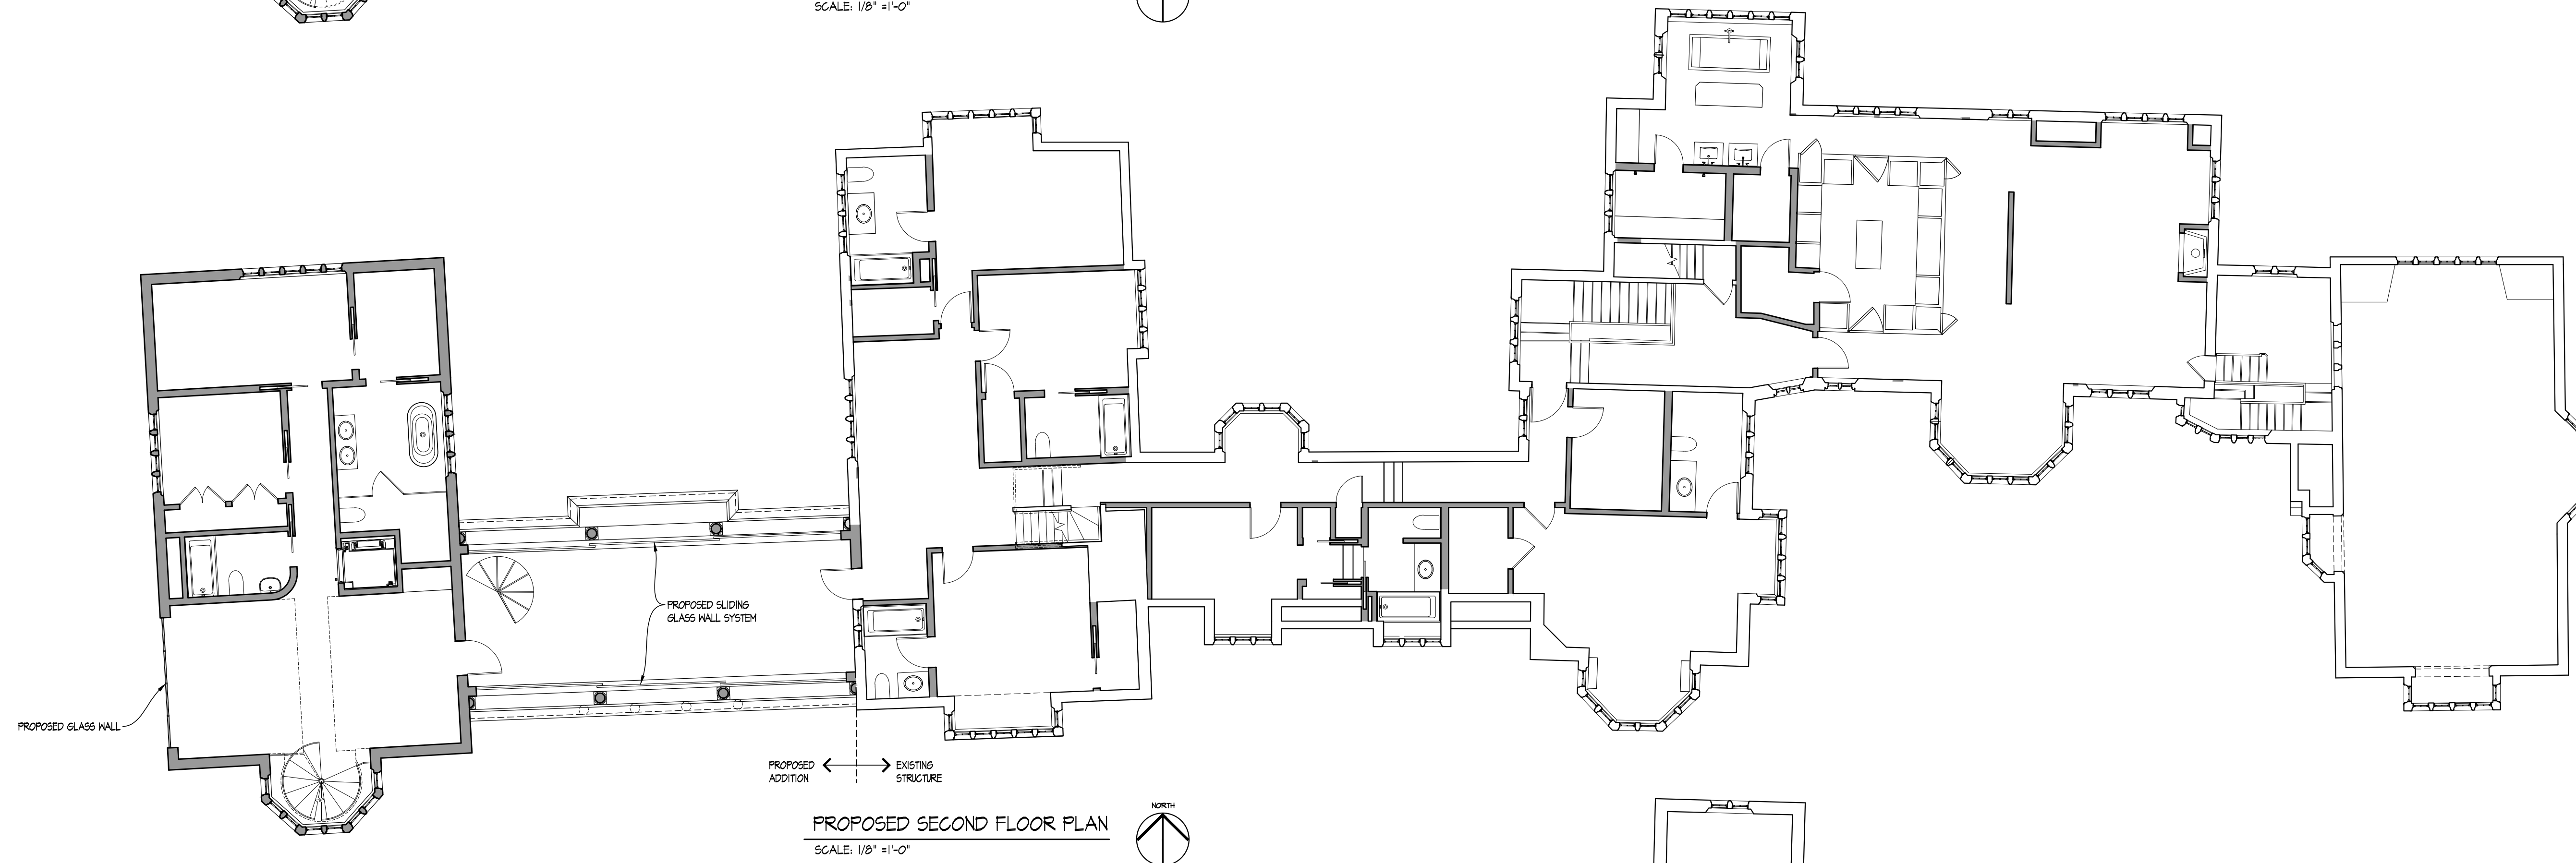 SCALE: 1/8" =1'-0"
PROPOSED SLIDING
GLASS WALL SYSTEM
PROPOSED GLASS WALL
PROPOSED
ADDITION
EXISTING
STRUCTURE
NORTH
PROPOSED SECOND FLOOR PLAN
SCALE: 1/8" =1'-0"